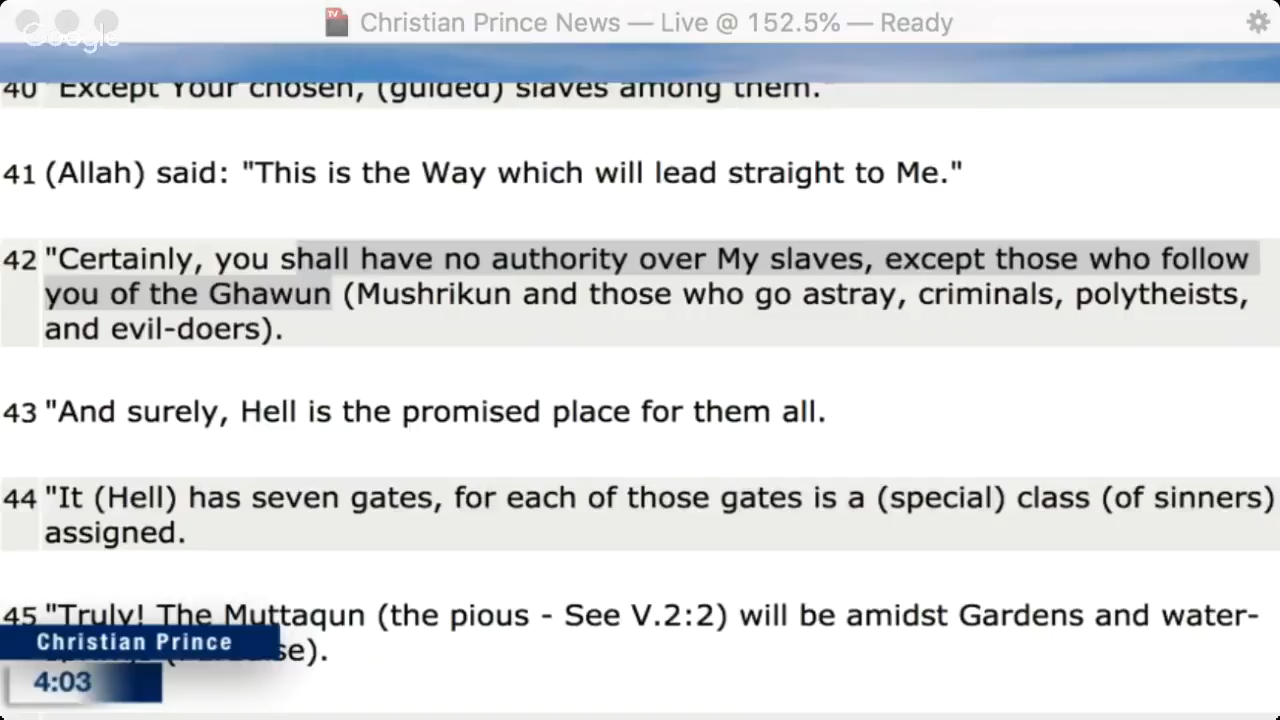 Google
Christian Prince News — Live @ 152.5% — Ready
40 "Except Your chosen, (guided) slaves among them."
41 (Allah) said: "This is the Way which will lead straight to Me."
42 "Certainly, you shall have no authority over My slaves, except those who follow
you of the Ghawun (Mushrikun and those who go astray, criminals, polytheists,
and evil-doers).
43 "And surely, Hell is the promised place for them all.
44 "It (Hell) has seven gates, for each of those gates is a (special) class (of sinners)
assigned.
45 "Truly! The Muttaqun (the pious - See V.2:2) will be amidst Gardens and water-
Christian Prince
4:03